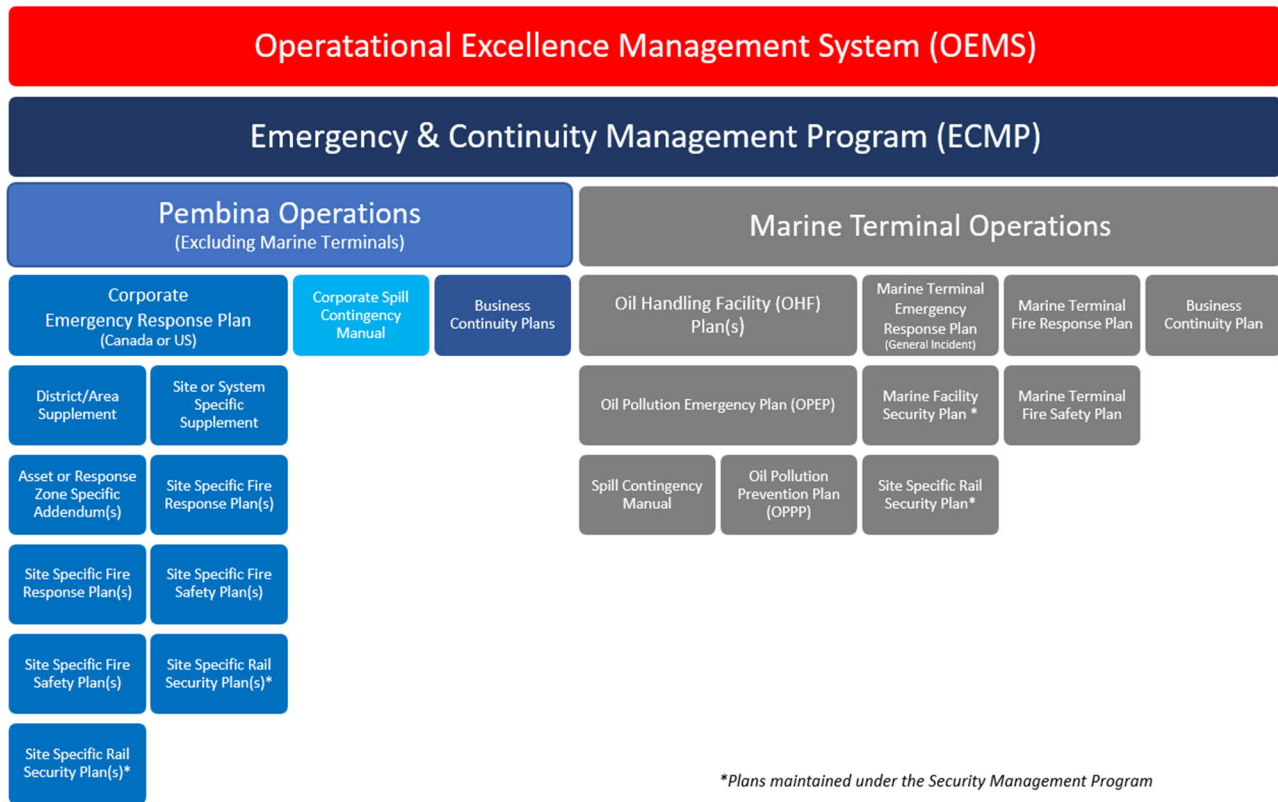 Operatational Excellence Management System (OEMS)
Emergency & Continuity Management Program (ECMP)
Pembina Operations
(Excluding Marine Terminals)
Marine Terminal Operations
Corporate
Emergency Response Plan
(Canada or US)
Corporate Spill
Contingency
Manual
Business
Continuity Plans
Oil Handling Facility (OHF)
Plan(s)
Marine Terminal
Emergency
Response Plan
(General Incident)
Marine Terminal
Fire Response Plan
Business
Continuity Plan
District/Area
Supplement
Site or System
Specific
Supplement
Oil Pollution Emergency Plan (OPEP)
Marine Facility
Security Plan *
Marine Terminal
Fire Safety Plan
Asset or Response
Zone Specific
Addendum(s)
Site Specific Fire
Response Plan(s)
Spill Contingency
Manual
Oil Pollution
Prevention Plan
(OPPP)
Site Specific Rail
Security Plan*
Site Specific Fire
Response Plan(s)
Site Specific Fire
Safety Plan(s)
Site Specific Fire
Safety Plan(s)
Site Specific Rail
Security Plan(s)*
Site Specific Rail
Security Plan(s)*
*Plans maintained under the Security Management Program